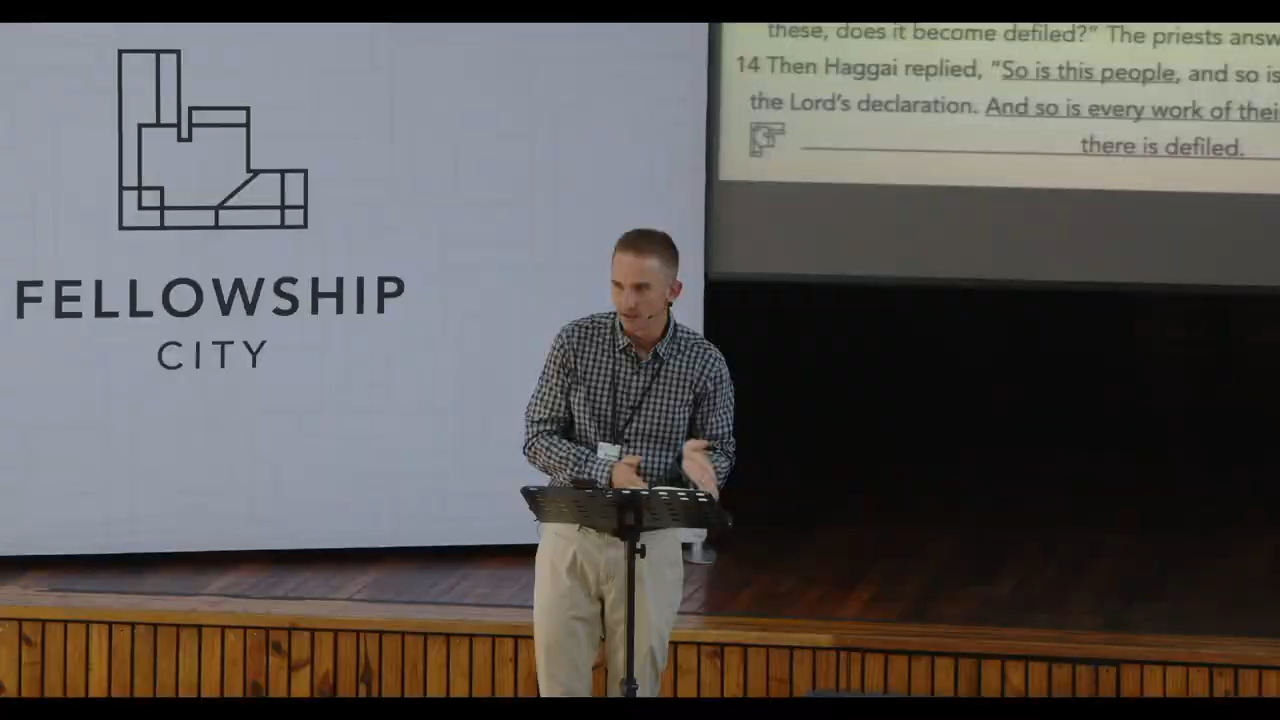 FELLOWSHIP
CITY
these, does it become defiled?” The priests answ
14 Then Haggai replied, “So is this people, and so is
the Lord’s declaration. And so is every work of thei
there is defiled.